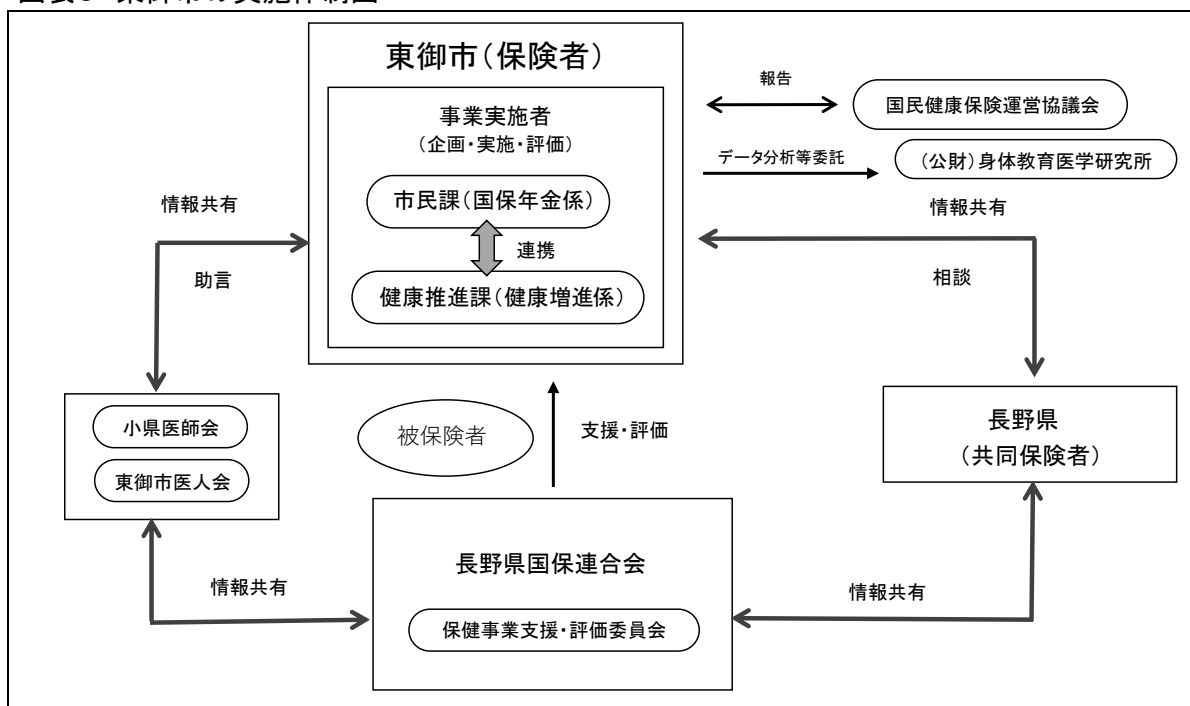 東御市（保険者）
事業実施者
（企画・実施・評価）
市民課（国保年金係）
連携
健康推進課（健康増進係）
報告
国民健康保険運営協議会
データ分析等委託
（公財）身体教育医学研究所
情報共有
助言
情報共有
相談
小県医師会
東御市医人会
被保険者
支援・評価
長野県
（共同保険者）
長野県国保連合会
保健事業支援・評価委員会
情報共有
情報共有